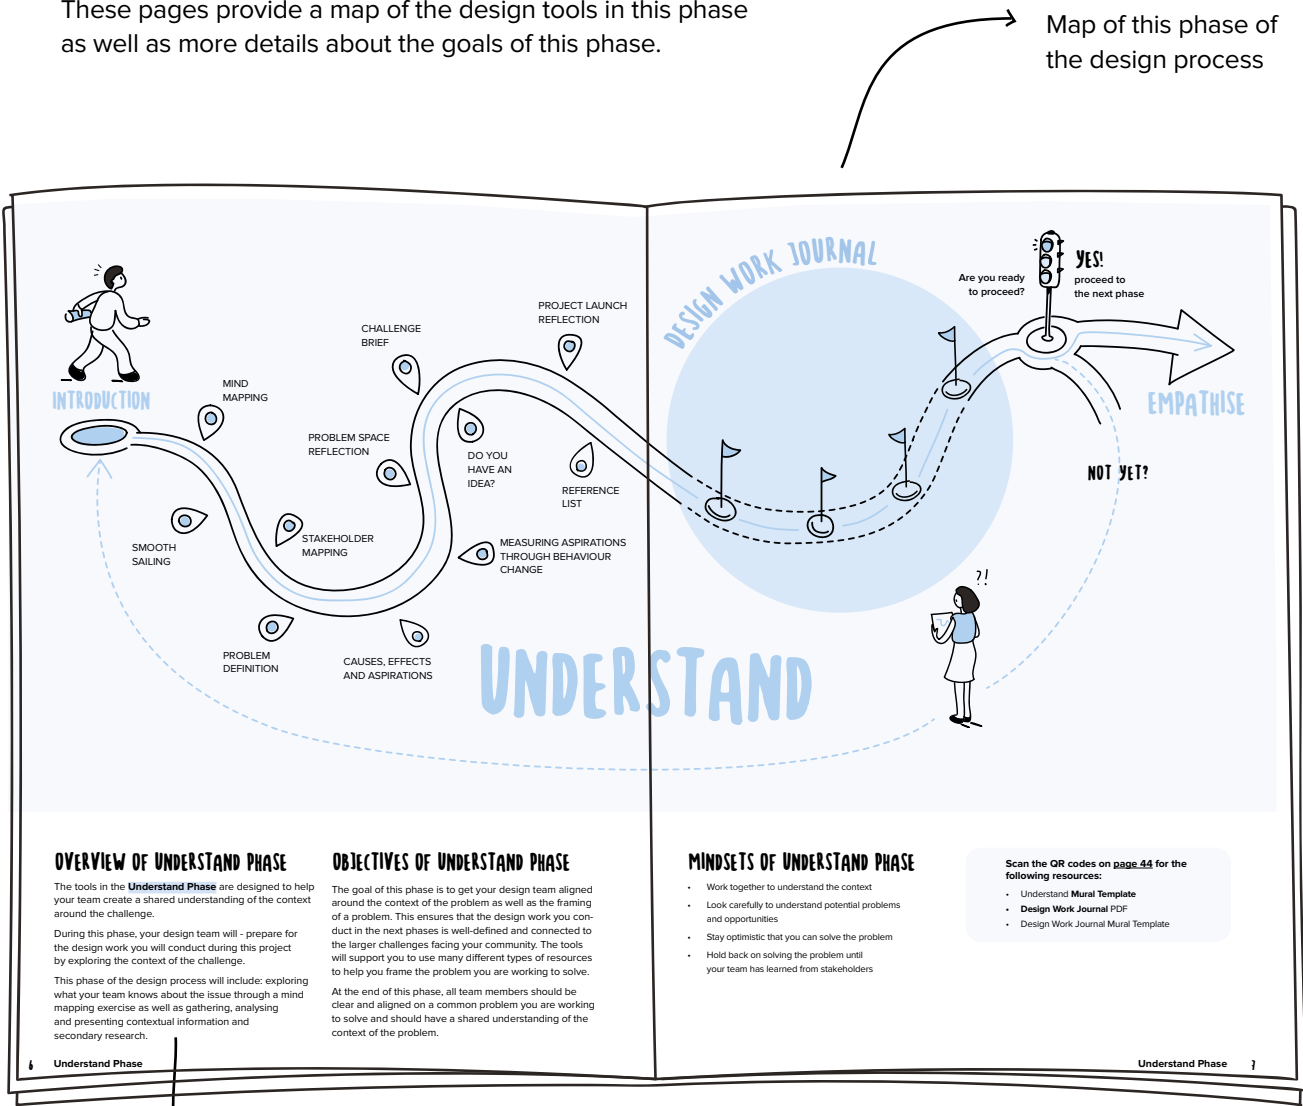 These pages provide a map of the design tools in this phase
as well as more details about the goals of this phase.
Map of this phase of
the design process
DESIGN WORK JOURNAL
Are you ready
to proceed?
YES!
proceed to
the next phase
PROJECT LAUNCH
REFLECTION
CHALLENGE
BRIEF
MIND
MAPPING
INTRODUCTION
EMPATHISE
PROBLEM SPACE
REFLECTION
DO YOU
HAVE AN
IDEA?
REFERENCE
LIST
NOT YET?
SMOOTH
SAILING
STAKEHOLDER
MAPPING
MEASURING ASPIRATIONS
THROUGH BEHAVIOUR
CHANGE
?!
PROBLEM
DEFINITION
CAUSES, EFFECTS
AND ASPIRATIONS
UNDERSTAND
OVERVIEW OF UNDERSTAND PHASE
The tools in the Understand Phase are designed to help
your team create a shared understanding of the context
around the challenge.
During this phase, your design team will - prepare for
the design work you will conduct during this project
by exploring the context of the challenge.
This phase of the design process will include: exploring
what your team knows about the issue through a mind
mapping exercise as well as gathering, analysing
and presenting contextual information and
secondary research.
OBJECTIVES OF UNDERSTAND PHASE
The goal of this phase is to get your design team aligned
around the context of the problem as well as the framing
of a problem. This ensures that the design work you con-
duct in the next phases is well-defined and connected to
the larger challenges facing your community. The tools
will support you to use many different types of resources
to help you frame the problem you are working to solve.
At the end of this phase, all team members should be
clear and aligned on a common problem you are working
to solve and should have a shared understanding of the
context of the problem.
MINDSETS OF UNDERSTAND PHASE
• Work together to understand the context
• Look carefully to understand potential problems
and opportunities
• Stay optimistic that you can solve the problem
• Hold back on solving the problem until
your team has learned from stakeholders
Scan the QR codes on page 44 for the
following resources:
• Understand Mural Template
• Design Work Journal PDF
• Design Work Journal Mural Template
6 Understand Phase
Understand Phase 7